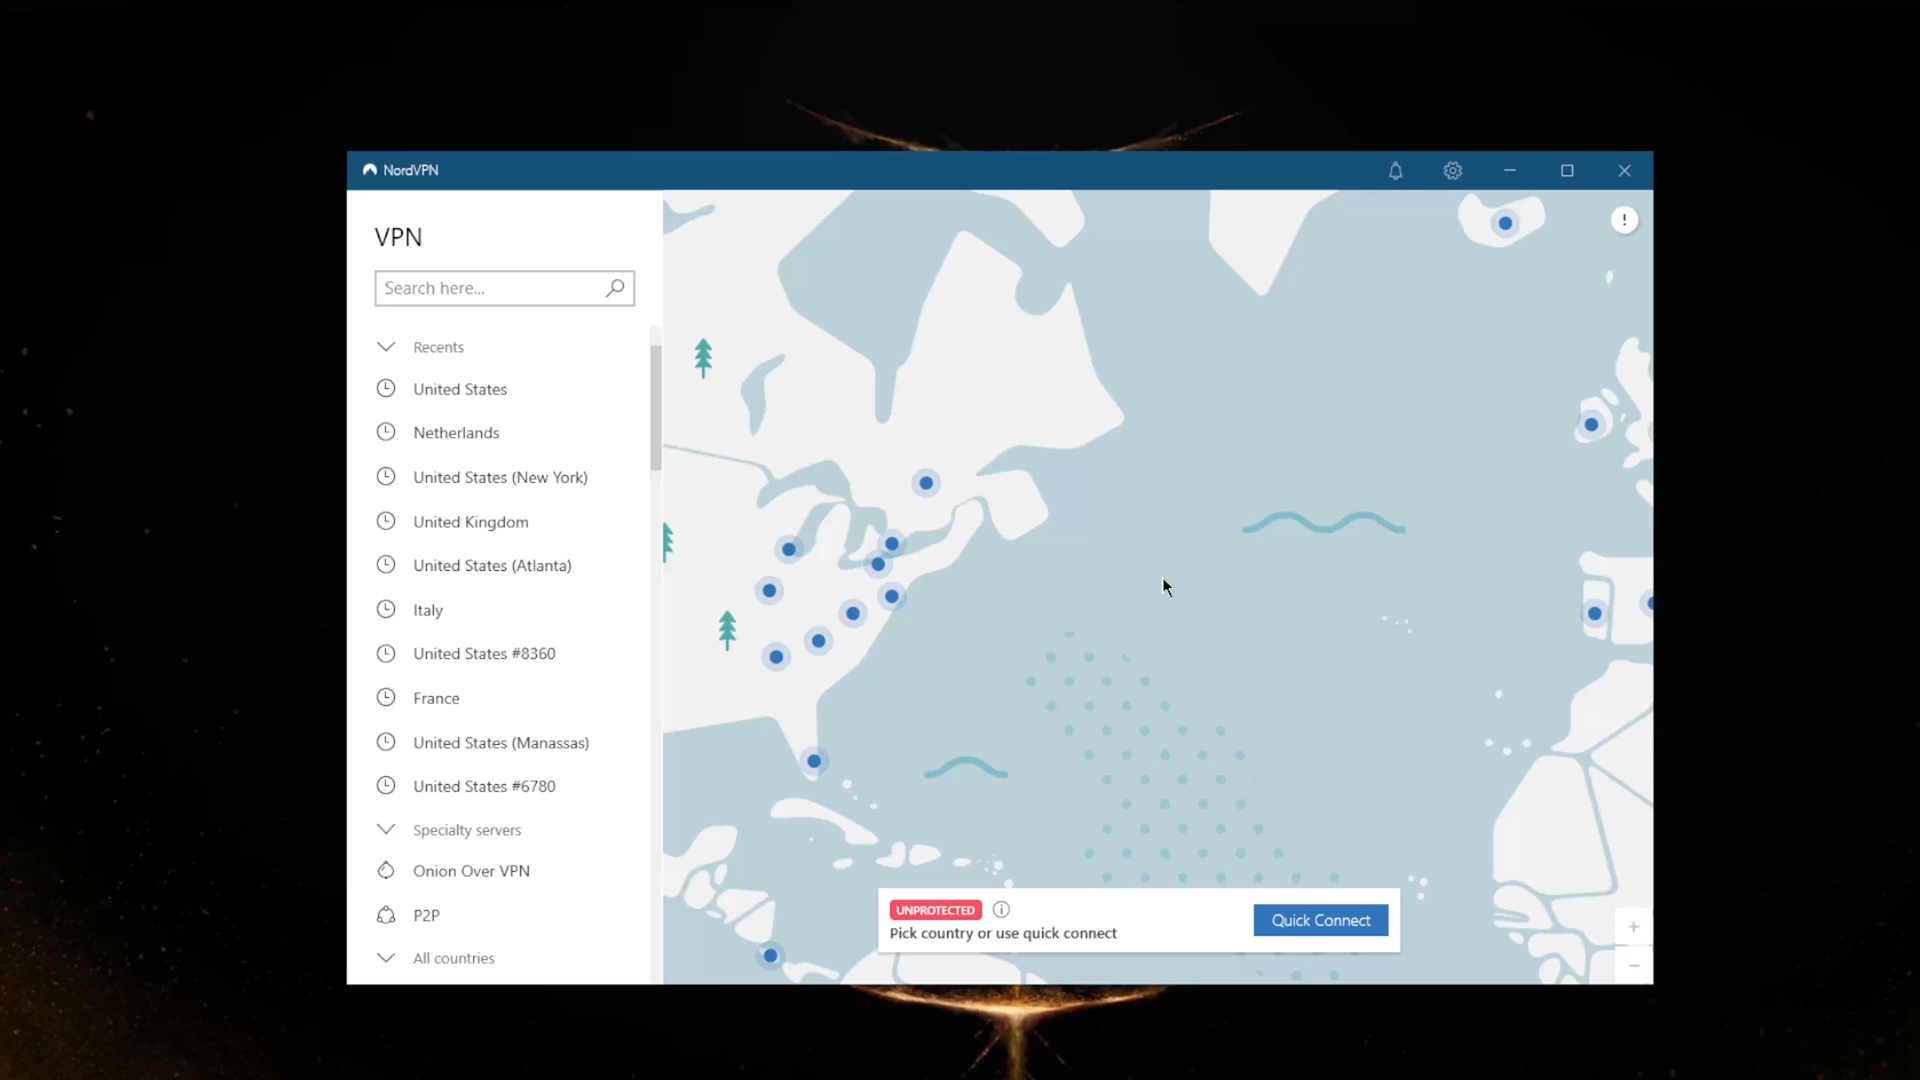 NordVPN
VPN
Search here...
Recents
United States
Netherlands
United States (New York)
United Kingdom
United States (Atlanta)
Italy
United States #8360
France
United States (Manassas)
United States #6780
Specialty servers
Onion Over VPN
P2P
All countries
UNPROTECTED
Pick country or use quick connect
Quick Connect